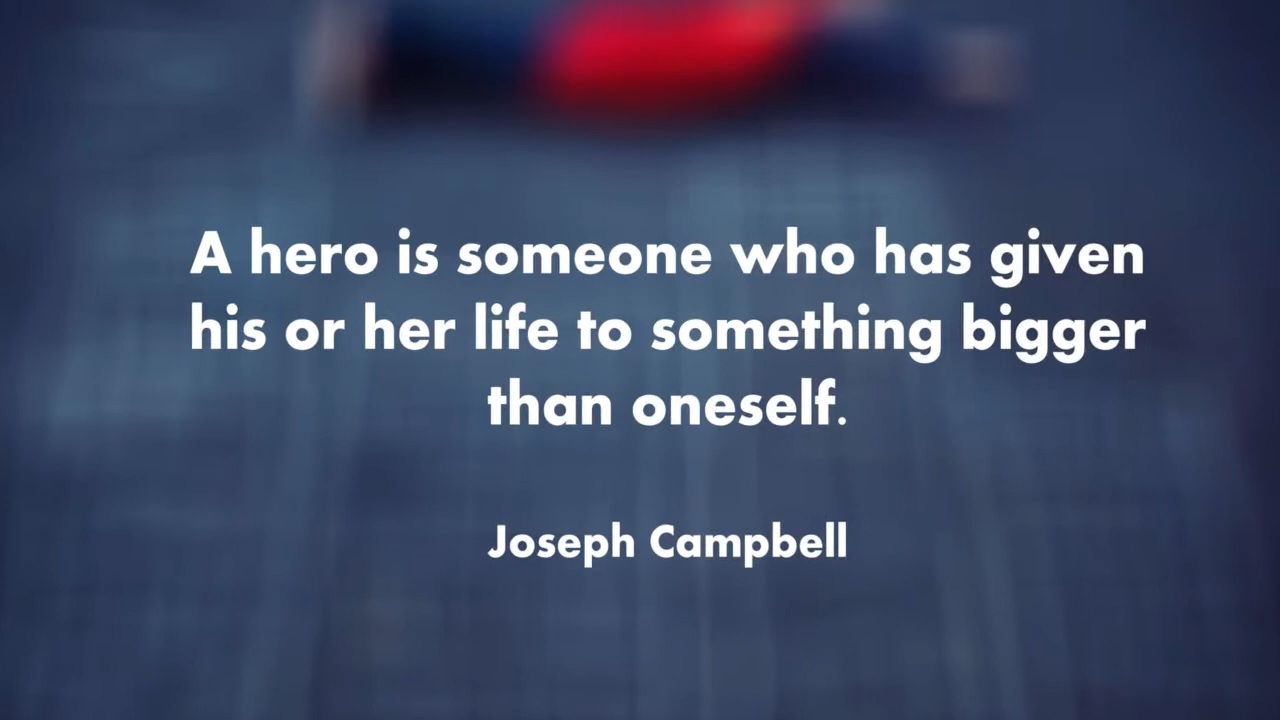 A hero is someone who has given
his or her life to something bigger
than oneself.
Joseph Campbell